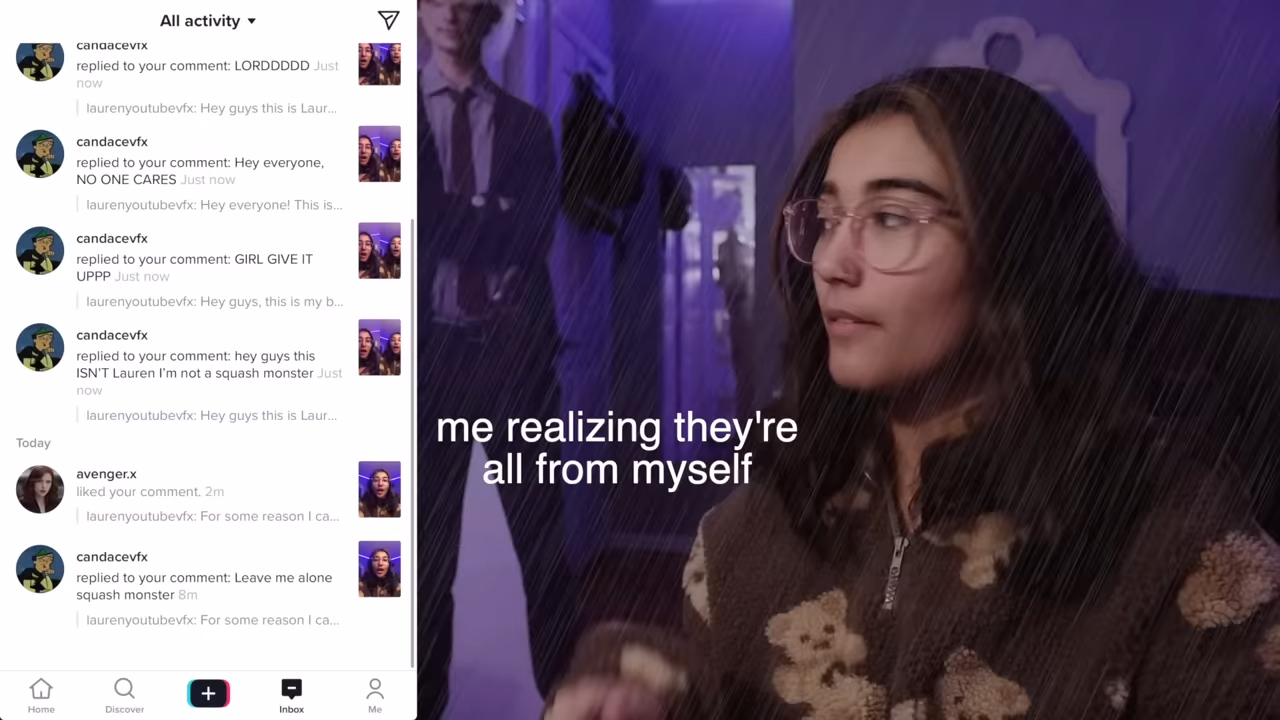 All activity
candacevfx
replied to your comment: LORDDDDD Just
now
laurenyoutubevfx: Hey guys this is Laur...
candacevfx
replied to your comment: Hey everyone,
NO ONE CARES Just now
laurenyoutubevfx: Hey everyone! This is...
candacevfx
replied to your comment: GIRL GIVE IT
UPPP Just now
laurenyoutubevfx: Hey guys, this is my b...
candacevfx
replied to your comment: hey guys this
ISN'T Lauren I'm not a squash monster Just
now
laurenyoutubevfx: Hey guys this is Laur...
Today
avenger.x
liked your comment. 2m
laurenyoutubevfx: For some reason I ca...
candacevfx
replied to your comment: Leave me alone
squash monster 8m
laurenyoutubevfx: For some reason I ca...
Home
Discover
Inbox
Me
me realizing they're
all from myself